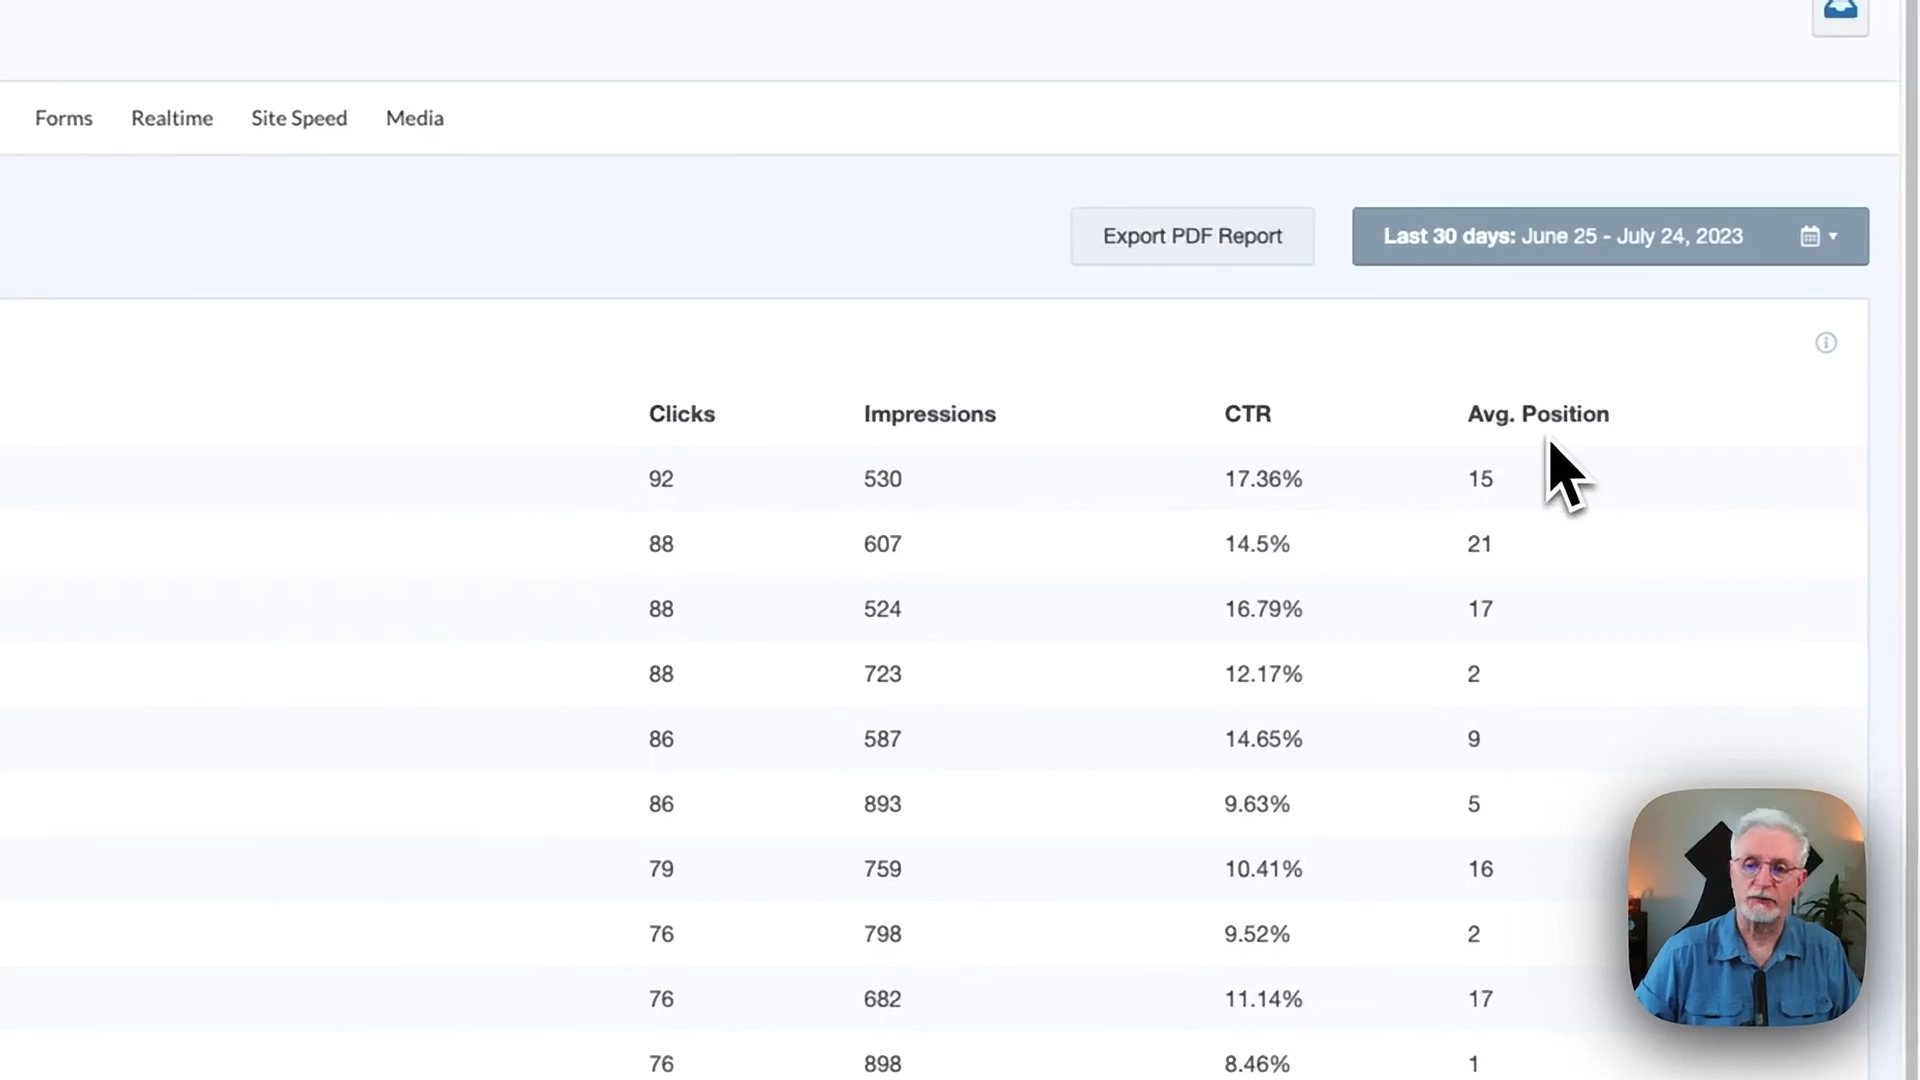 Forms Realtime Site Speed Media
Export PDF Report Last 30 days: June 25 - July 24, 2023
Clicks Impressions CTR Avg. Position
92 530 17.36% 15
88 607 14.5% 21
88 524 16.79% 17
88 723 12.17% 2
86 587 14.65% 9
86 893 9.63% 5
79 759 10.41% 16
76 798 9.52% 2
76 682 11.14% 17
76 898 8.46% 1